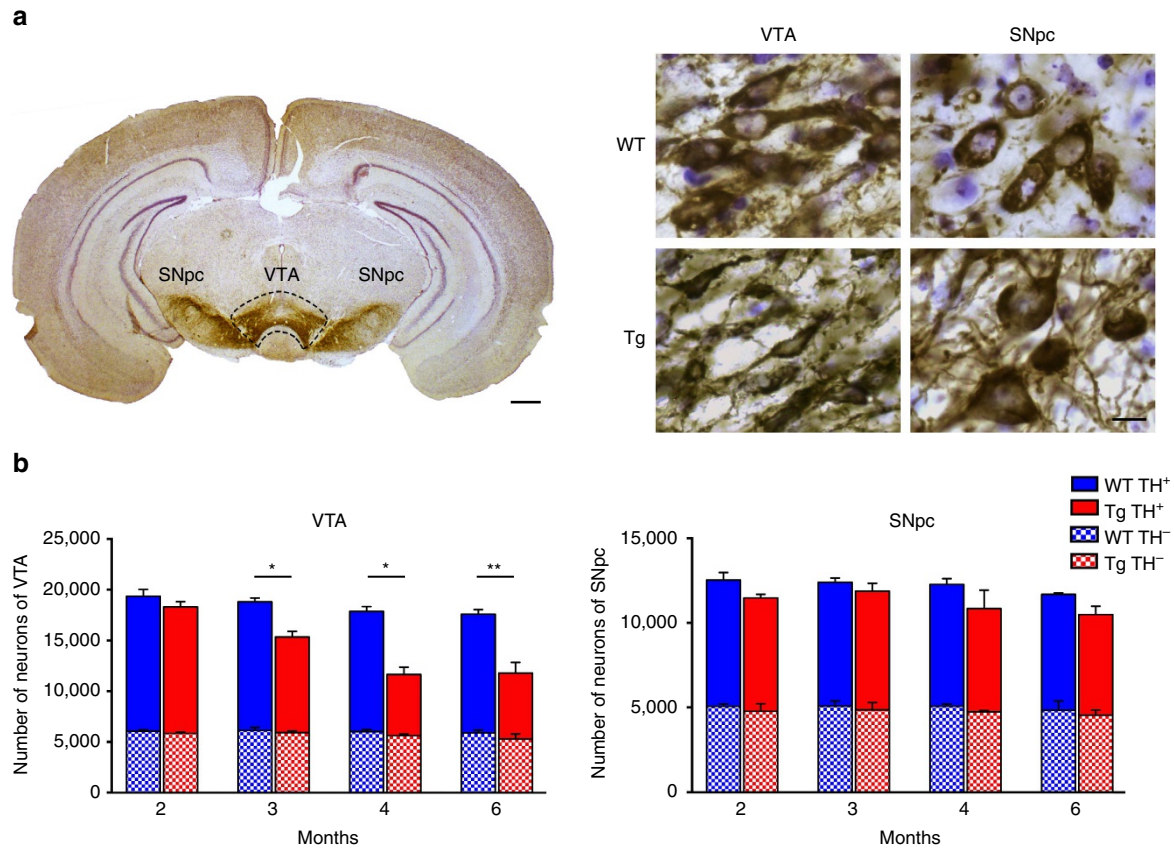 a
VTA
SNpc
WT
Tg
SNpc
VTA
SNpc
b
WT TH⁺
Tg TH⁺
WT TH⁻
Tg TH⁻
VTA
Number of neurons of VTA
25,000
20,000
15,000
10,000
5,000
0
*
*
**
2
3
4
6
Months
SNpc
Number of neurons of SNpc
15,000
10,000
5,000
0
2
3
4
6
Months